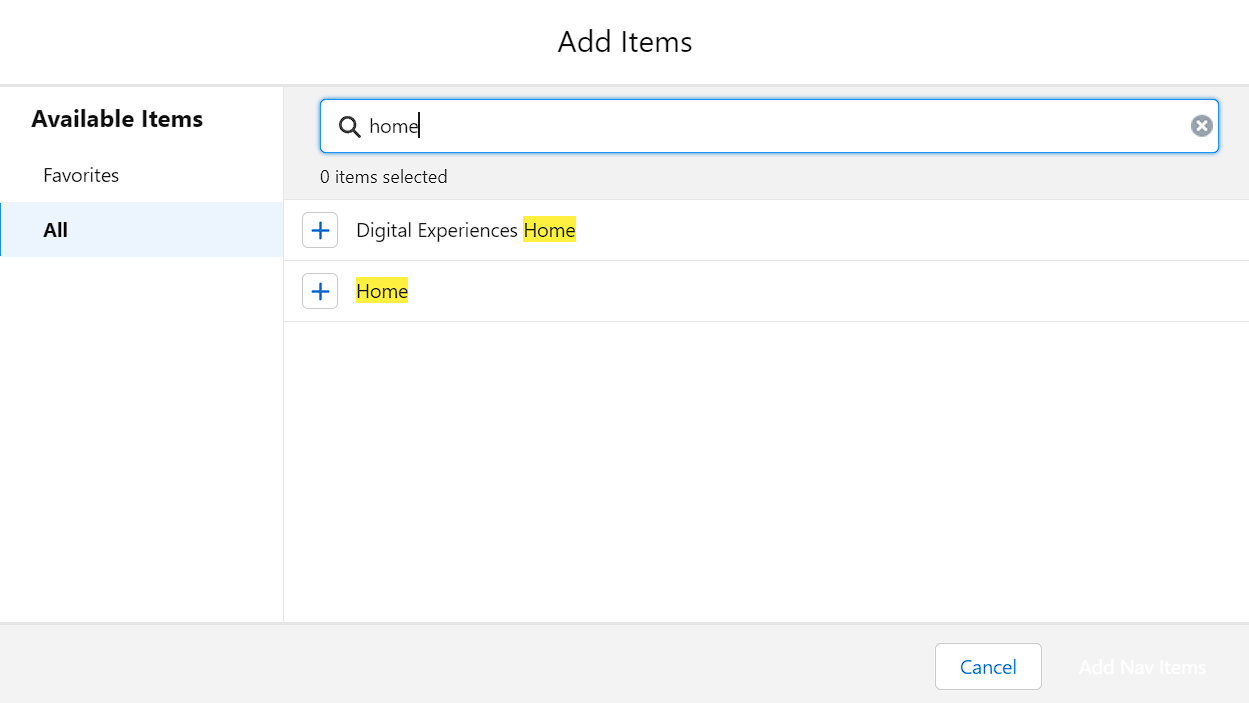 Add Items
Available Items
Favorites
All
home
0 items selected
Digital Experiences Home
Home
Cancel
Add Nav Items